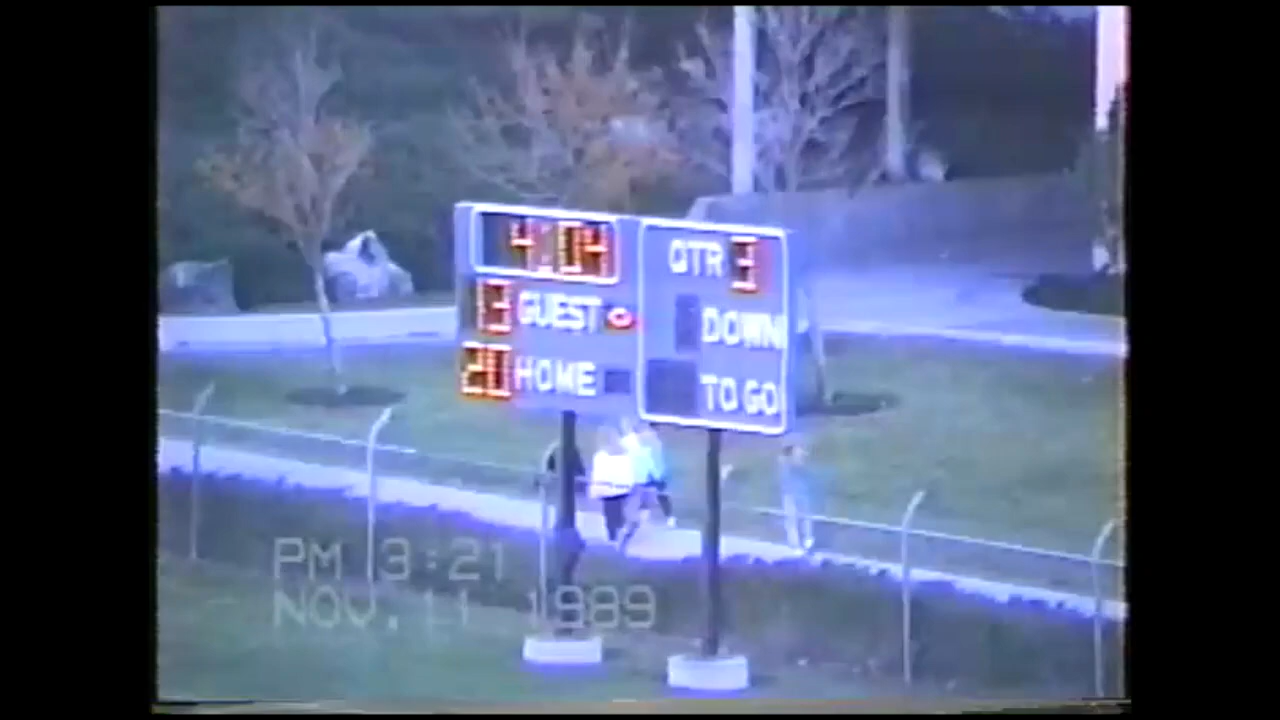 4:04
QTR 3
13 GUEST
DOWN
20 HOME
TO GO
PM 3:21
NOV. 11 1989